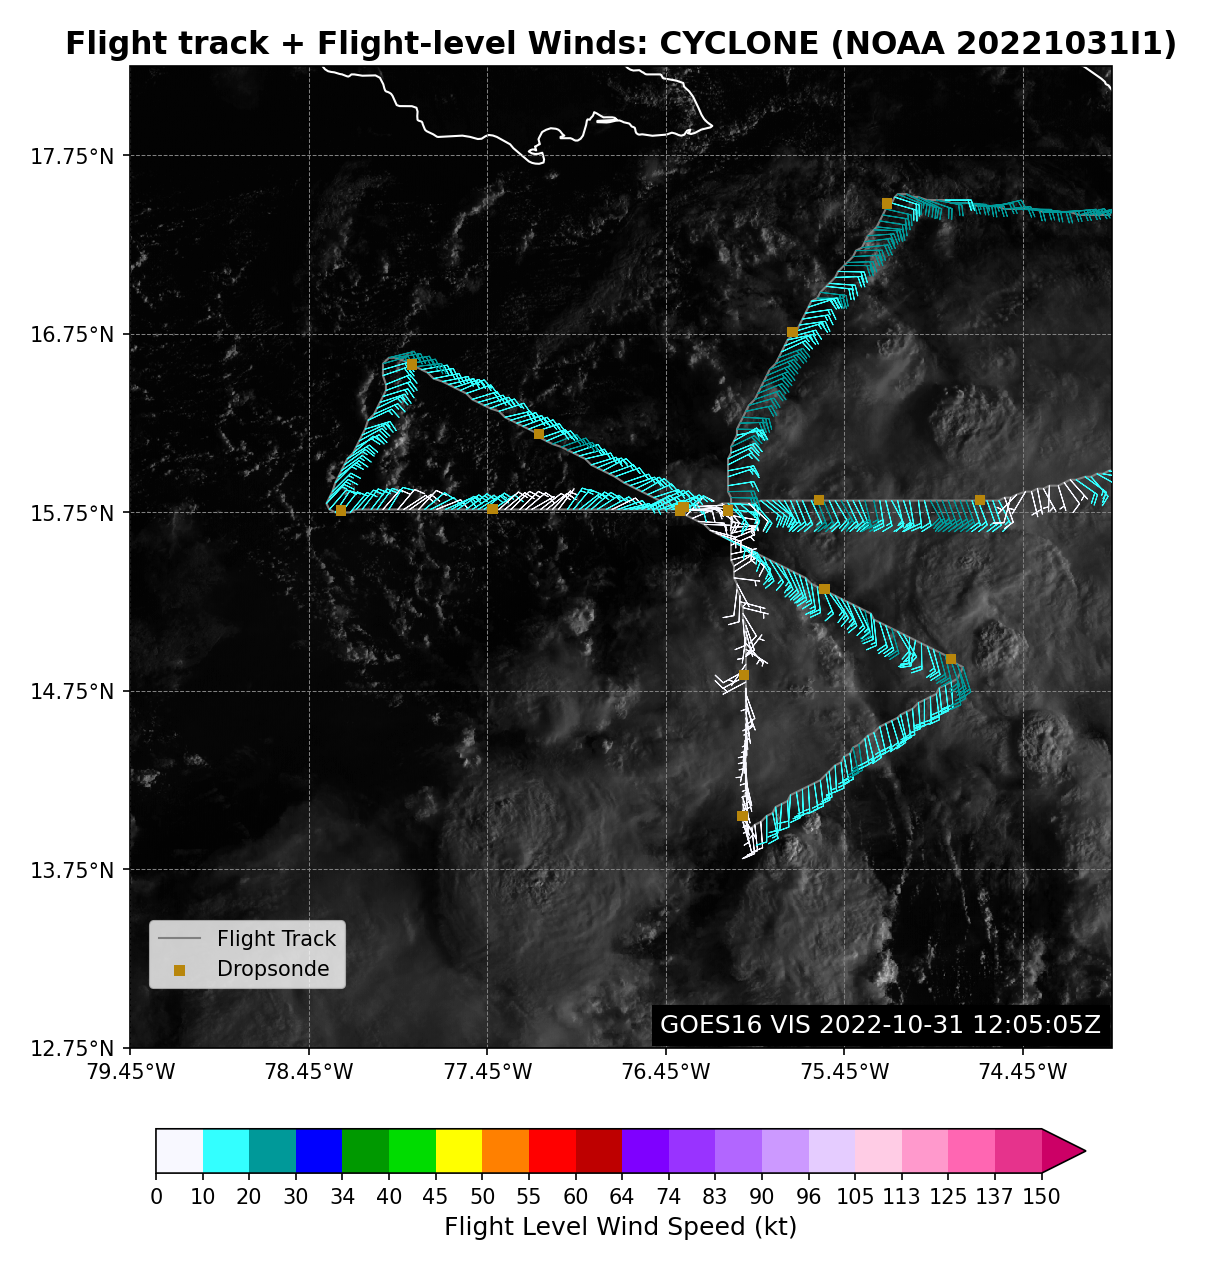 Flight track + Flight-level Winds: CYCLONE (NOAA 20221031I1)
17.75°N
16.75°N
15.75°N
14.75°N
13.75°N
12.75°N
Flight Track
Dropsonde
GOES16 VIS 2022-10-31 12:05:05Z
79.45°W 78.45°W 77.45°W 76.45°W 75.45°W 74.45°W
0 10 20 30 34 40 45 50 55 60 64 74 83 90 96 105 113 125 137 150
Flight Level Wind Speed (kt)